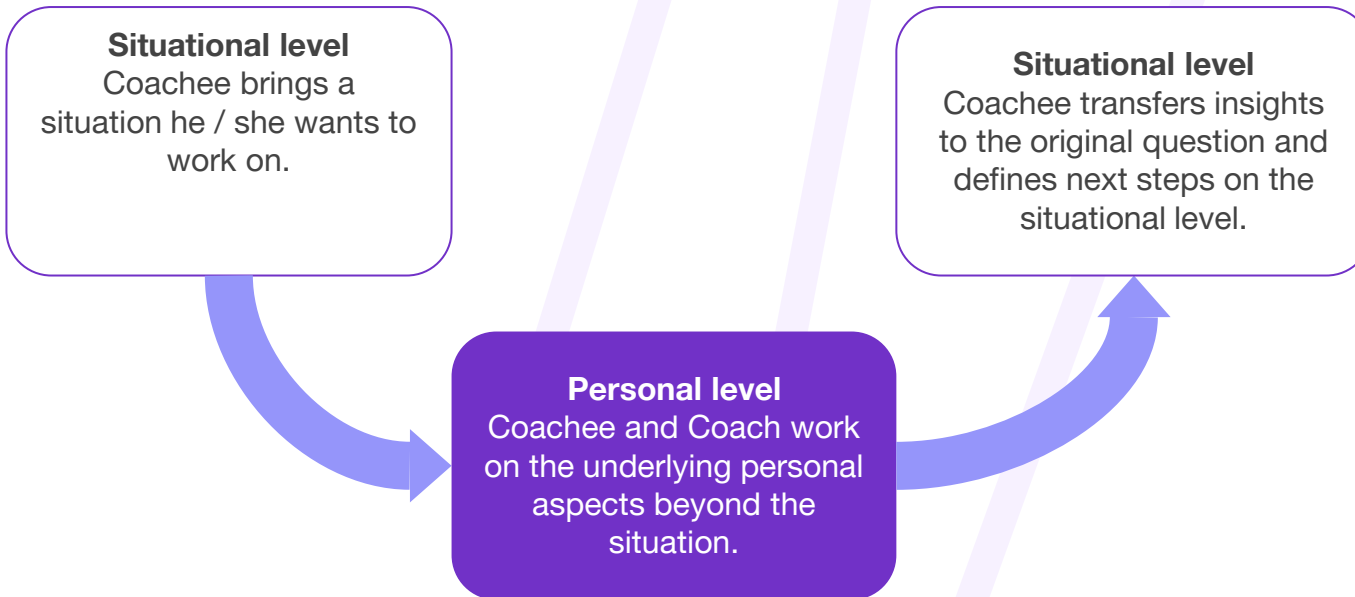 Situational level
Coachee brings a
situation he / she wants to
work on.
Situational level
Coachee transfers insights
to the original question and
defines next steps on the
situational level.
Personal level
Coachee and Coach work
on the underlying personal
aspects beyond the
situation.